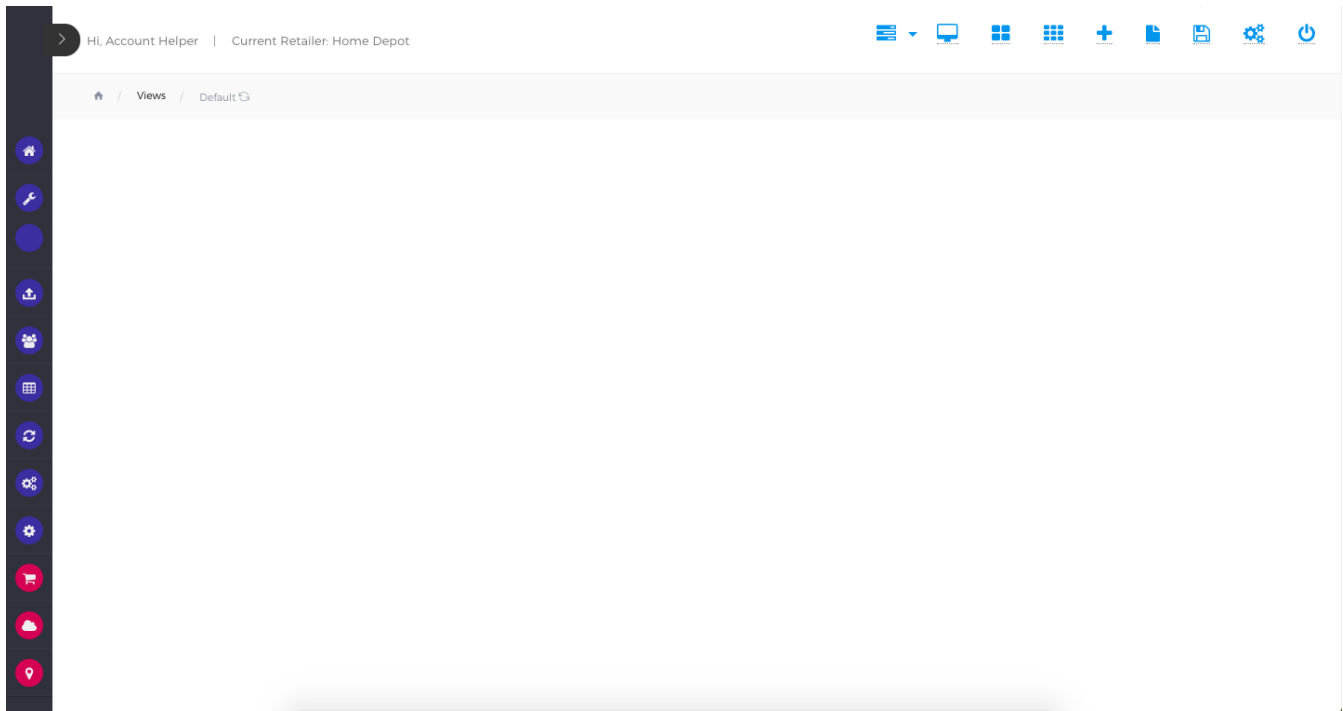 Hi, Account Helper | Current Retailer: Home Depot
/ Views / Default